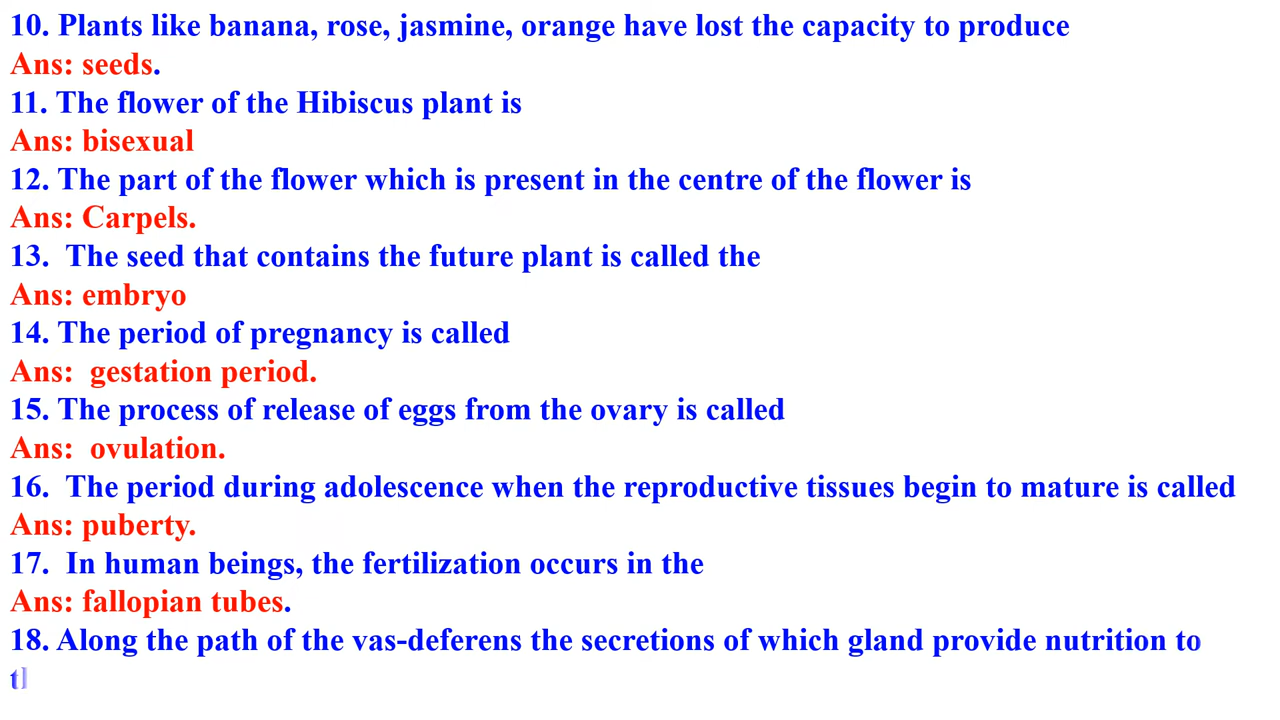 10. Plants like banana, rose, jasmine, orange have lost the capacity to produce
Ans: seeds.
11. The flower of the Hibiscus plant is
Ans: bisexual
12. The part of the flower which is present in the centre of the flower is
Ans: Carpels.
13.  The seed that contains the future plant is called the
Ans: embryo
14. The period of pregnancy is called
Ans:  gestation period.
15. The process of release of eggs from the ovary is called
Ans:  ovulation.
16.  The period during adolescence when the reproductive tissues begin to mature is called
Ans: puberty.
17.  In human beings, the fertilization occurs in the
Ans: fallopian tubes.
18. Along the path of the vas-deferens the secretions of which gland provide nutrition to